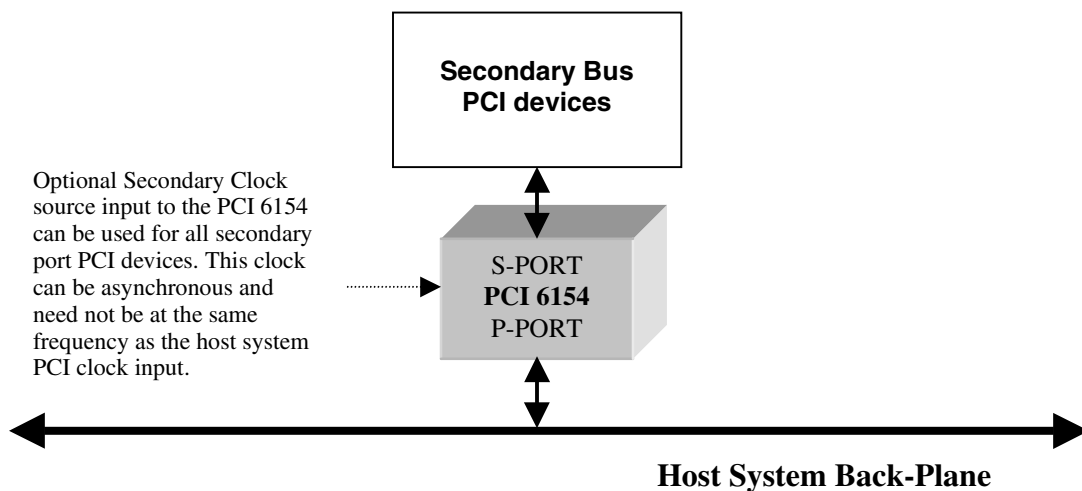 Secondary Bus
PCI devices
Optional Secondary Clock
source input to the PCI 6154
can be used for all secondary
port PCI devices. This clock
can be asynchronous and
need not be at the same
frequency as the host system
PCI clock input.
S-PORT
PCI 6154
P-PORT
Host System Back-Plane